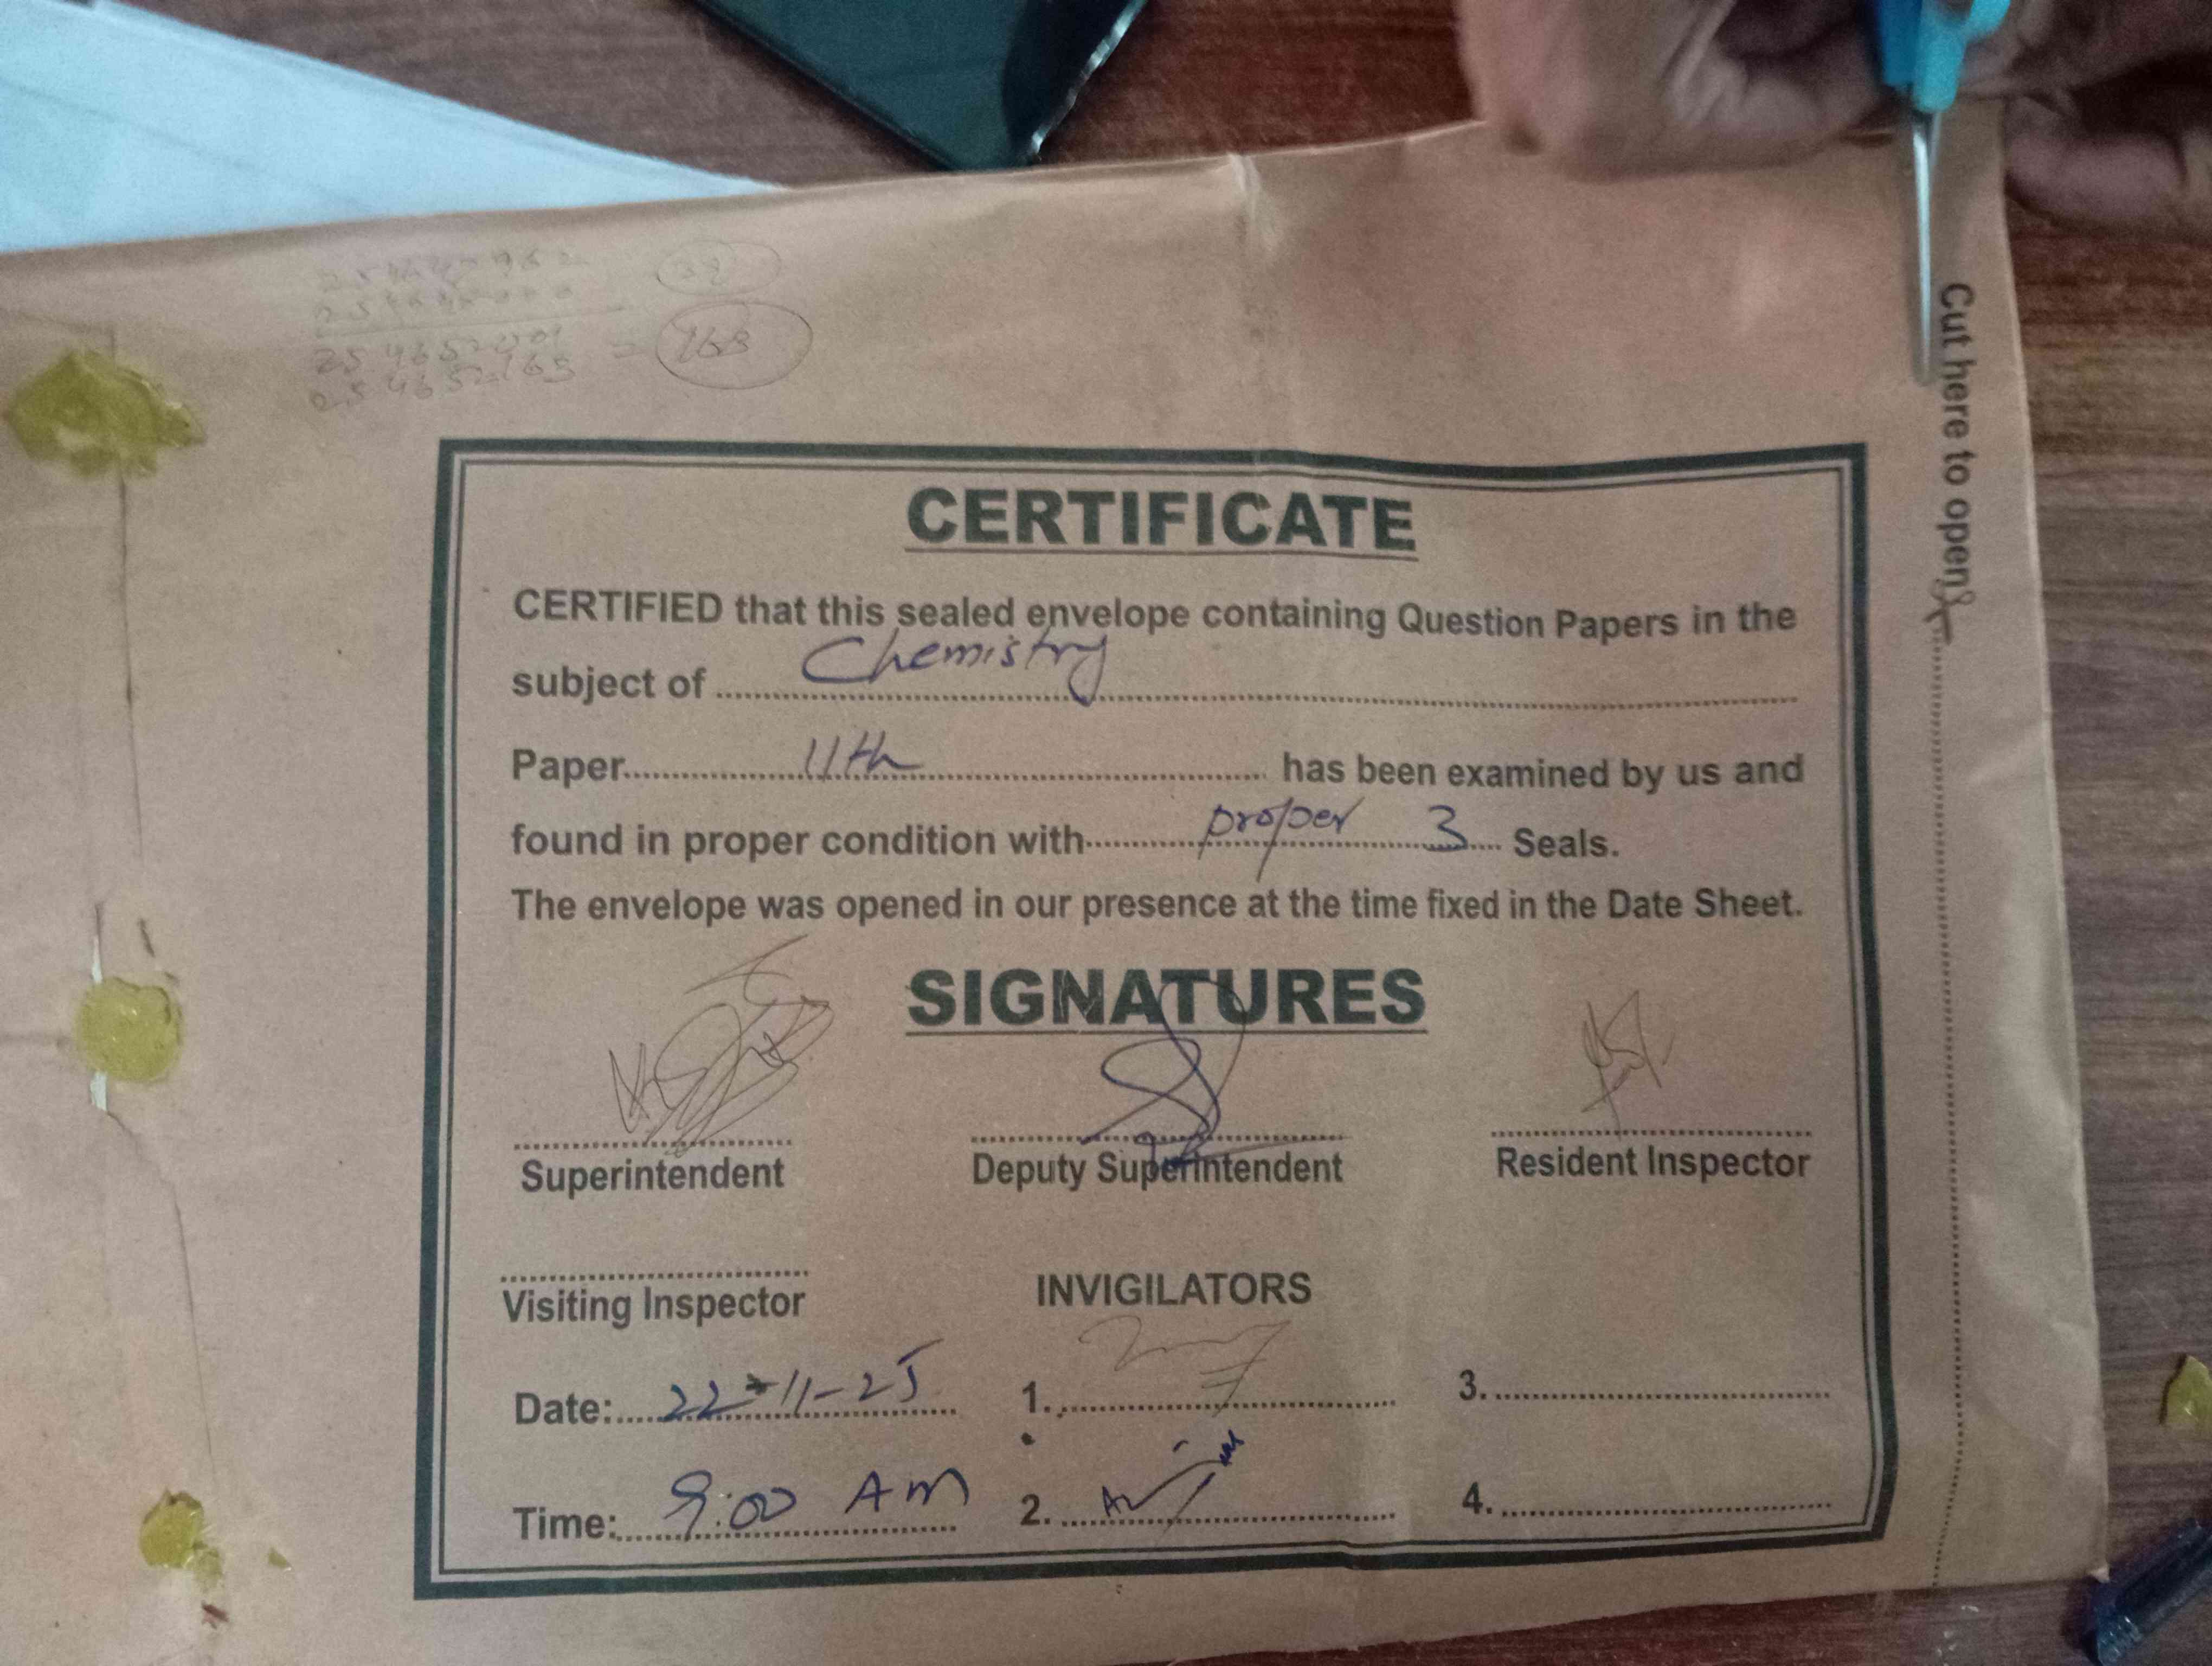 254652001
254652165 = 165
Cut here to open
CERTIFICATE
CERTIFIED that this sealed envelope containing Question Papers in the
subject of Chemistry
Paper 11th has been examined by us and
found in proper condition with proper 3 Seals.
The envelope was opened in our presence at the time fixed in the Date Sheet.
SIGNATURES
Superintendent Deputy Superintendent Resident Inspector
Visiting Inspector INVIGILATORS
Date: 22-11-25 1. 3.
Time: 9:00 AM 2. 4.